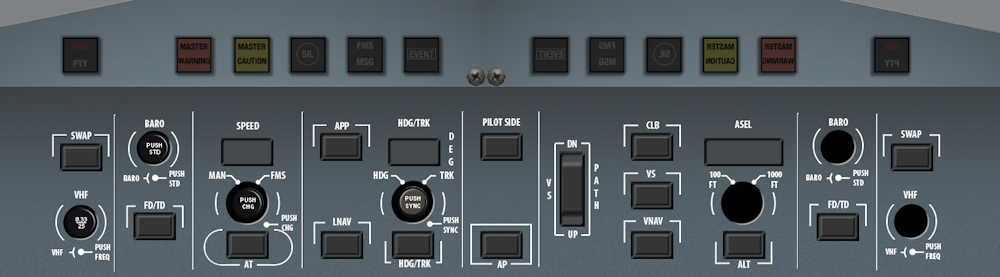 PTY
MASTER
WARNING
MASTER
CAUTION
SIL
FMS
MSG
EVENT
EVENT
FMS
MSG
SIL
MASTER
CAUTION
MASTER
WARNING
PTY
SWAP
VHF
8.33
25
VHF
PUSH
FREQ
BARO
PUSH
STD
BARO
PUSH
STD
FD/TD
SPEED
MAN
FMS
PUSH
CHG
PUSH
CHG
AT
APP
LNAV
HDG/TRK
DEG
HDG
TRK
PUSH
SYNC
PUSH
SYNC
HDG/TRK
PILOT SIDE
AP
DN
VS
PATH
UP
CLB
VS
VNAV
ASEL
100
FT
1000
FT
ALT
BARO
BARO
PUSH
STD
FD/TD
SWAP
VHF
VHF
PUSH
FREQ